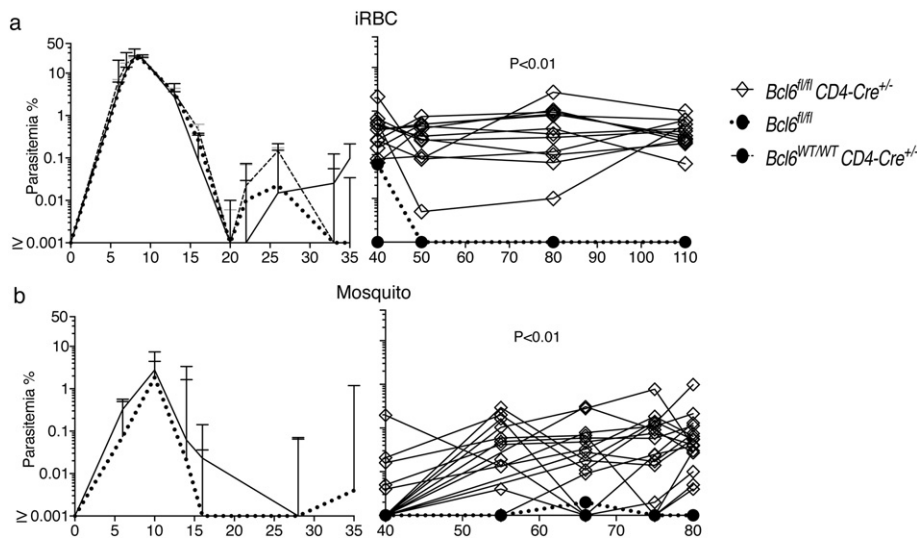 a
iRBC
Parasitemia %
50
10
1
0.1
0.01
0.001
IV
0 5 10 15 20 25 30 35
P<0.01
40 50 60 70 80 90 100 110
Bcl6fl/fl CD4-Cre+/-
Bcl6fl/fl
Bcl6WT/WT CD4-Cre+/-
b
Mosquito
Parasitemia %
50
10
1
0.1
0.01
0.001
IV
0 5 10 15 20 25 30 35
P<0.01
40 50 60 70 80